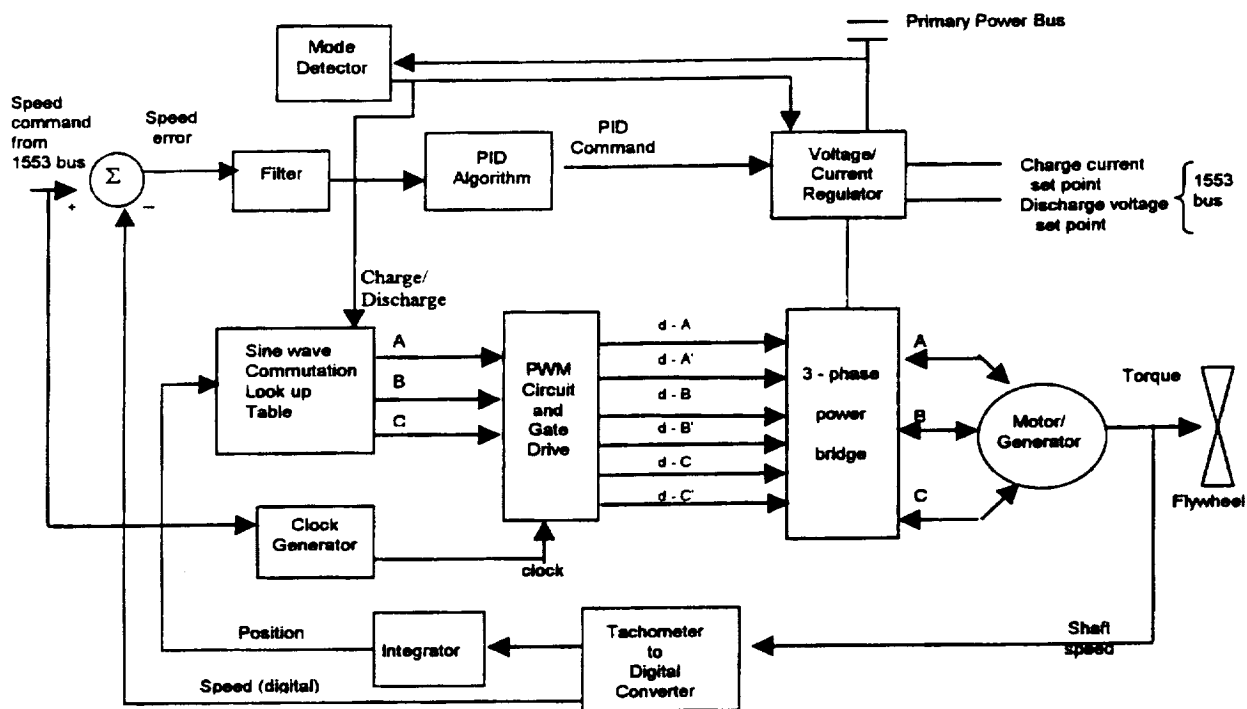 Primary Power Bus
Mode
Detector
Speed
command
from
1553 bus
Speed
error
Σ
+
−
Filter
PID
Algorithm
PID
Command
Voltage/
Current
Regulator
Charge current
set point
Discharge voltage
set point
1553
bus
Charge/
Discharge
Sine wave
Commutation
Look up
Table
A
B
C
PWM
Circuit
and
Gate
Drive
d - A
d - A'
d - B
d - B'
d - C
d - C'
3 - phase
power
bridge
A
B
C
Motor/
Generator
Torque
Flywheel
Clock
Generator
clock
Position
Integrator
Tachometer
to
Digital
Converter
Shaft
speed
Speed (digital)